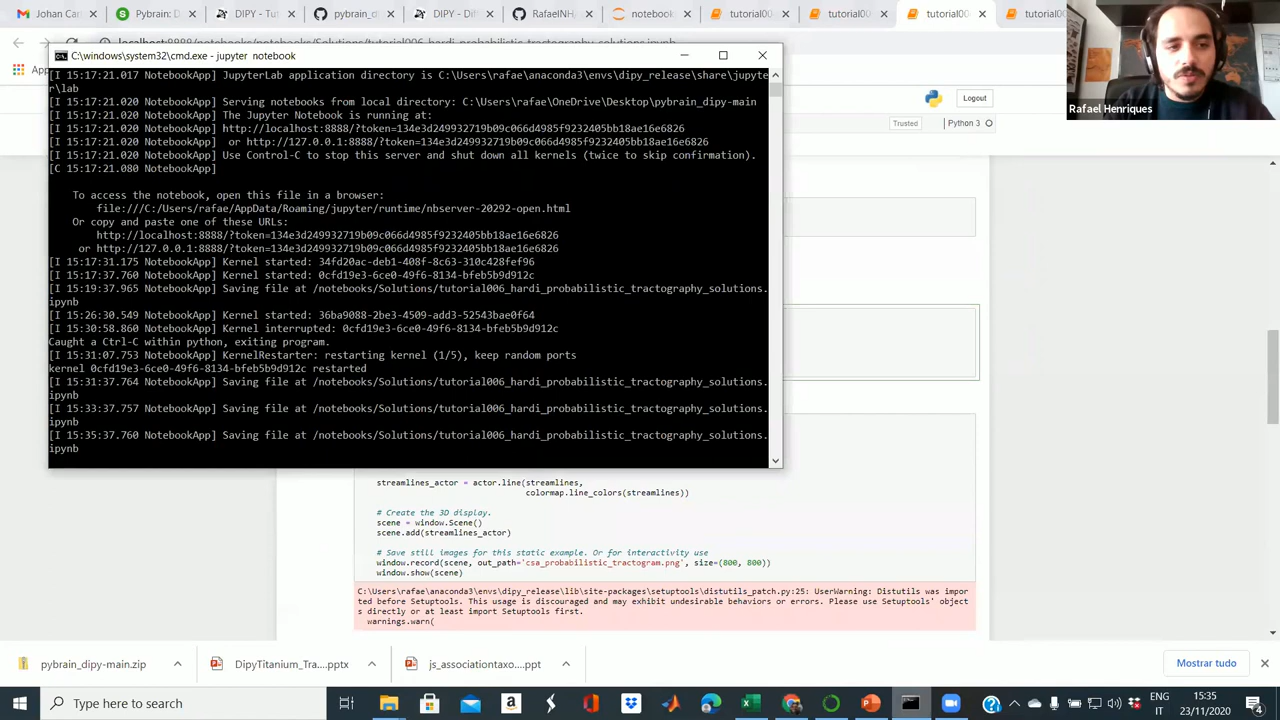 Johan Can
Pybrain: D
DIPY - Tut
pybrain_di
DIPY - Dif
RafaelNH/
notebook
tutorial00
tutorial00
tutorial00
tutorial00
C:\windows\system32\cmd.exe - jupyter notebook
[I 15:17:21.017 NotebookApp] JupyterLab application directory is C:\Users\rafae\anaconda3\envs\dipy_release\share\jupyte
r\lab
[I 15:17:21.020 NotebookApp] Serving notebooks from local directory: C:\Users\rafae\OneDrive\Desktop\pybrain_dipy-main
[I 15:17:21.020 NotebookApp] The Jupyter Notebook is running at:
[I 15:17:21.020 NotebookApp] http://localhost:8888/?token=134e3d249932719b09c066d4985f9232405bb18ae16e6826
[I 15:17:21.020 NotebookApp]  or http://127.0.0.1:8888/?token=134e3d249932719b09c066d4985f9232405bb18ae16e6826
[I 15:17:21.020 NotebookApp] Use Control-C to stop this server and shut down all kernels (twice to skip confirmation).
[C 15:17:21.080 NotebookApp]
To access the notebook, open this file in a browser:
file:///C:/Users/rafae/AppData/Roaming/jupyter/runtime/nbserver-20292-open.html
Or copy and paste one of these URLs:
http://localhost:8888/?token=134e3d249932719b09c066d4985f9232405bb18ae16e6826
or http://127.0.0.1:8888/?token=134e3d249932719b09c066d4985f9232405bb18ae16e6826
[I 15:17:31.175 NotebookApp] Kernel started: 34fd20ac-deb1-408f-8c63-310c428fef96
[I 15:17:37.760 NotebookApp] Kernel started: 0cfd19e3-6ce0-49f6-8134-bfeb5b9d912c
[I 15:19:37.965 NotebookApp] Saving file at /notebooks/Solutions/tutorial006_hardi_probabilistic_tractography_solutions.
ipynb
[I 15:26:30.549 NotebookApp] Kernel started: 36ba9088-2be3-4509-add3-52543bae0f64
[I 15:30:58.860 NotebookApp] Kernel interrupted: 0cfd19e3-6ce0-49f6-8134-bfeb5b9d912c
Caught a Ctrl-C within python, exiting program.
[I 15:31:07.753 NotebookApp] KernelRestarter: restarting kernel (1/5), keep random ports
kernel 0cfd19e3-6ce0-49f6-8134-bfeb5b9d912c restarted
[I 15:31:37.764 NotebookApp] Saving file at /notebooks/Solutions/tutorial006_hardi_probabilistic_tractography_solutions.
ipynb
[I 15:33:37.757 NotebookApp] Saving file at /notebooks/Solutions/tutorial006_hardi_probabilistic_tractography_solutions.
ipynb
[I 15:35:37.760 NotebookApp] Saving file at /notebooks/Solutions/tutorial006_hardi_probabilistic_tractography_solutions.
ipynb
App
Rafael Henriques
Logout
Trusted
Python 3
streamlines_actor = actor.line(streamlines,
colormap.line_colors(streamlines))
# Create the 3D display.
scene = window.Scene()
scene.add(streamlines_actor)
# Save still images for this static example. Or for interactivity use
window.record(scene, out_path='csa_probabilistic_tractogram.png', size=(800, 800))
window.show(scene)
C:\Users\rafae\anaconda3\envs\dipy_release\lib\site-packages\setuptools\distutils_patch.py:25: UserWarning: Distutils was impor
ted before Setuptools. This usage is discouraged and may exhibit undesirable behaviors or errors. Please use Setuptools' object
s directly or at least import Setuptools first.
warnings.warn(
pybrain_dipy-main.zip
DipyTitanium_Tra....pptx
js_associationtaxo....ppt
Mostrar tudo
Type here to search
ENG
IT
15:35
23/11/2020
4